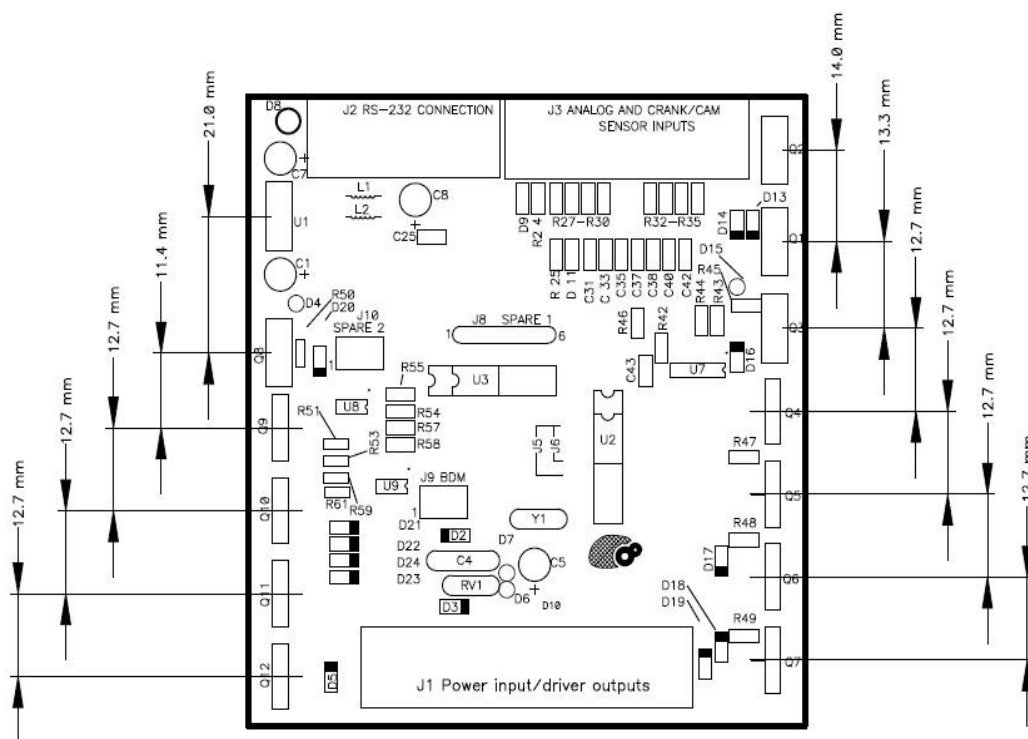 D8
J2 RS-232 CONNECTION
J3 ANALOG AND CRANK/CAM
SENSOR INPUTS
14.0 mm
13.3 mm
21.0 mm
Q2
C7
L1
L2
C8
U1
C25
D9
R2 4
R27-R30
R32-R35
D13
D14
Q1
D15
12.7 mm
11.4 mm
C1
R 25
D 11
C31
C 33
C35
C37
C38
C40
C42
R45
R44
R43
D4
R50
D20
J10
SPARE 2
J8 SPARE 1
1
6
R46
R42
Q3
12.7 mm
12.7 mm
Q8
1
R55
U3
C43
U7
D16
12.7 mm
12.7 mm
U8
R54
R57
R58
R51
R53
Q9
J5
J6
U2
Q4
R47
12.7 mm
12.7 mm
U9
J9 BDM
R61
R59
Q10
1
Q5
D21
D2
Y1
R48
D22
D7
D24
C4
C5
D17
D23
RV1
D6
D10
Q11
Q6
D3
D18
D19
R49
Q12
D5
J1 Power input/driver outputs
Q7